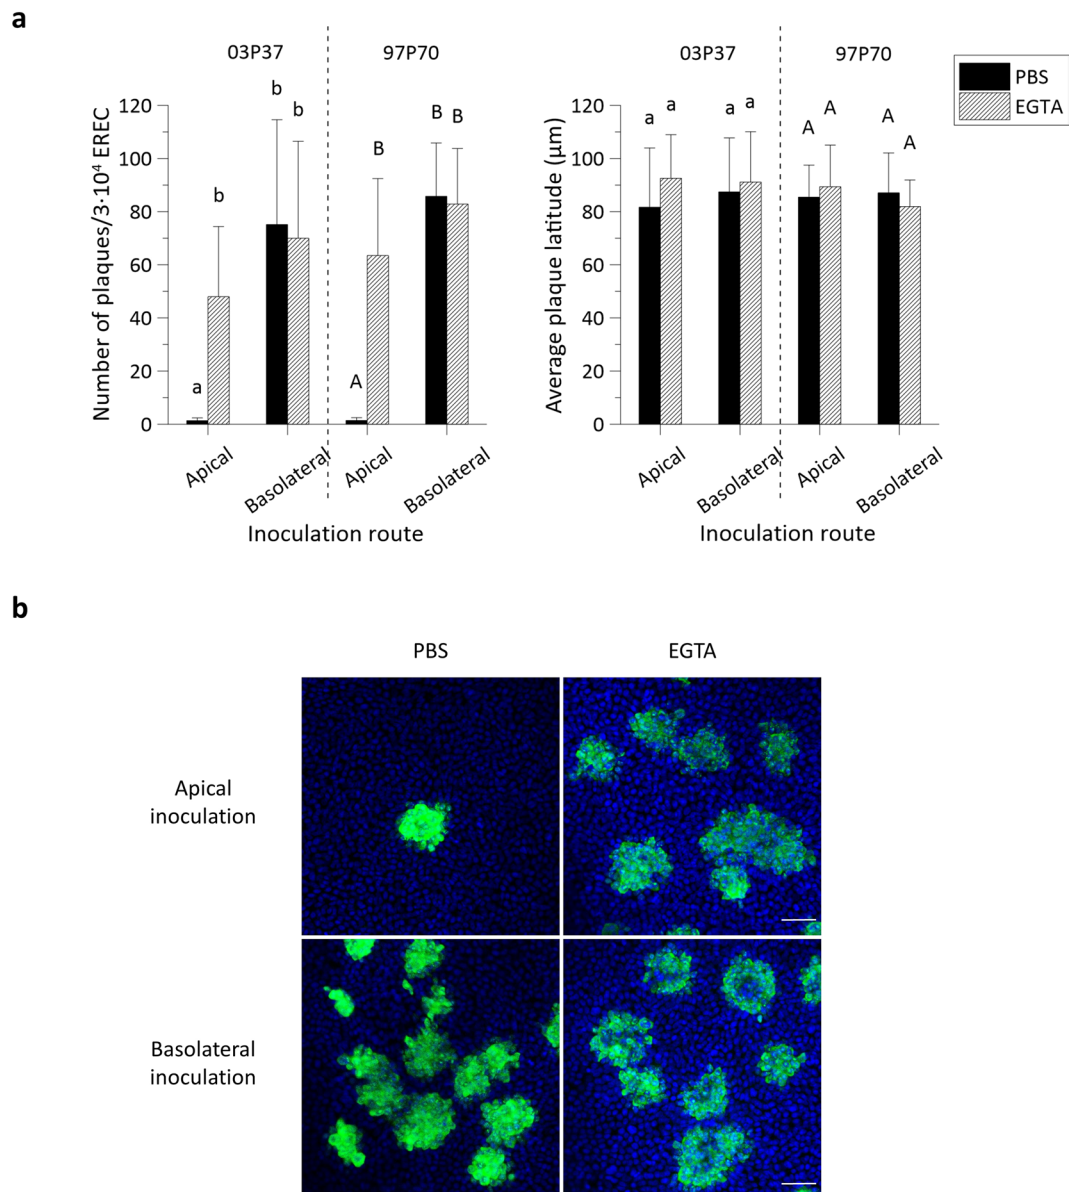 a
03P37
97P70
03P37
97P70
PBS
EGTA
Number of plaques/3·10⁴ EREC
120
100
80
60
40
20
0
a
b
b
b
A
B
B
B
Apical
Basolateral
Apical
Basolateral
Inoculation route
Average plaque latitude (µm)
120
100
80
60
40
20
0
a
a
a
a
A
A
A
A
Apical
Basolateral
Apical
Basolateral
Inoculation route
b
PBS
EGTA
Apical
inoculation
Basolateral
inoculation